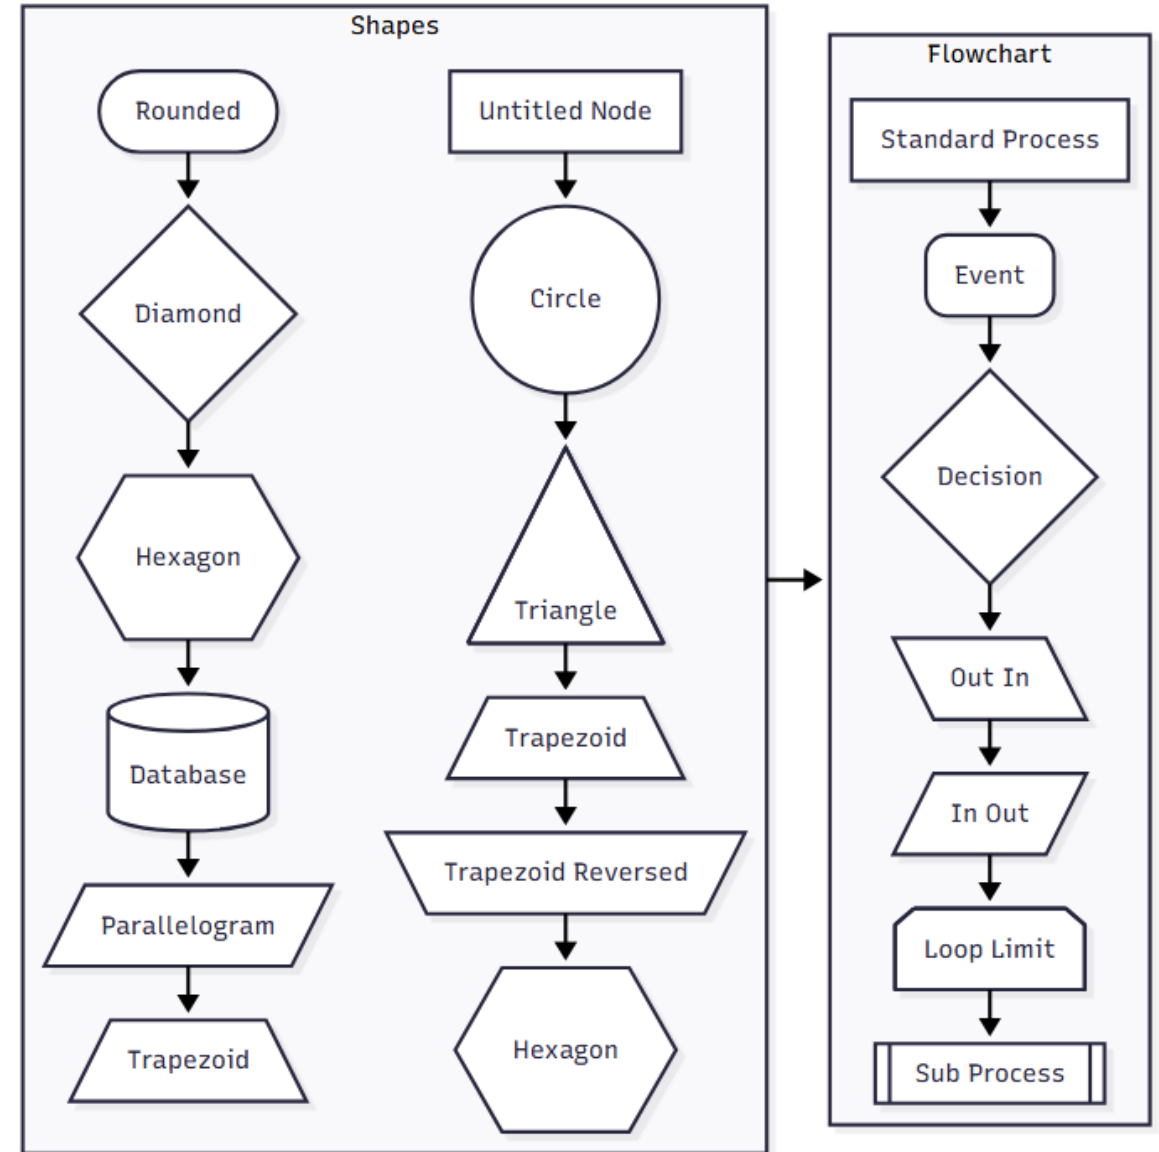 Shapes
Rounded
Diamond
Hexagon
Database
Parallelogram
Trapezoid
Untitled Node
Circle
Triangle
Trapezoid
Trapezoid Reversed
Hexagon
Flowchart
Standard Process
Event
Decision
Out In
In Out
Loop Limit
Sub Process